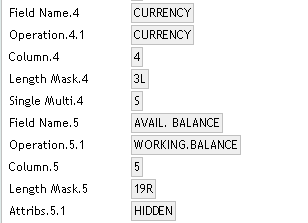 Field Name.4 CURRENCY
Operation.4.1 CURRENCY
Column.4 4
Length Mask.4 3L
Single Multi.4 S
Field Name.5 AVAIL. BALANCE
Operation.5.1 WORKING.BALANCE
Column.5 5
Length Mask.5 19R
Attribs.5.1 HIDDEN